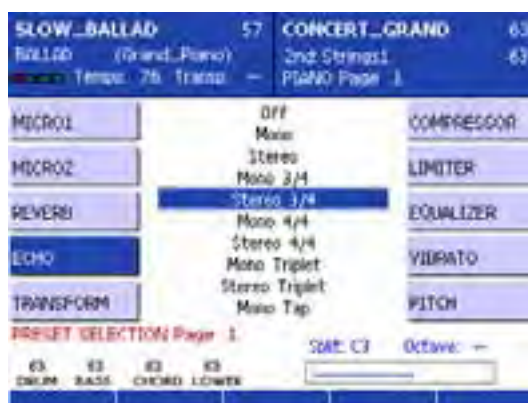 SLOW_BALLAD 57 CONCERT_GRAND 63
BALLAD (Grand_Piano) 2nd Strings1 63
Tempo 76 Transp. — PIANO Page 1
MICRO1
MICRO2
REVERB
ECHO
TRANSFORM
Off
Mono
Stereo
Mono 3/4
Stereo 3/4
Mono 4/4
Stereo 4/4
Mono Triplet
Stereo Triplet
Mono Tap
COMPRESSOR
LIMITER
EQUALIZER
VIBRATO
PITCH
PRESET SELECTION Page 1
Split: C3 Octave: —
63 63 63 63
DRUM BASS CHORD LOWER